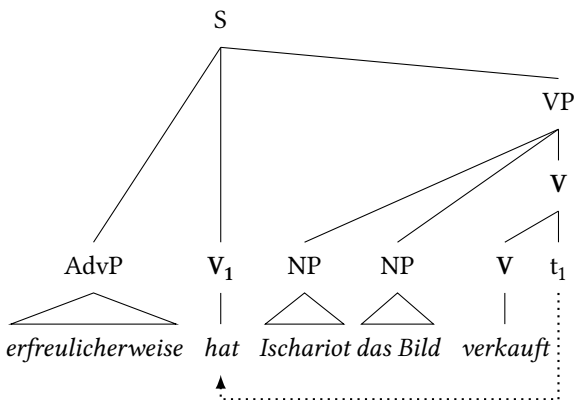 S
VP
V
AdvP V₁ NP NP V t₁
erfreulicherweise hat Ischariot das Bild verkauft